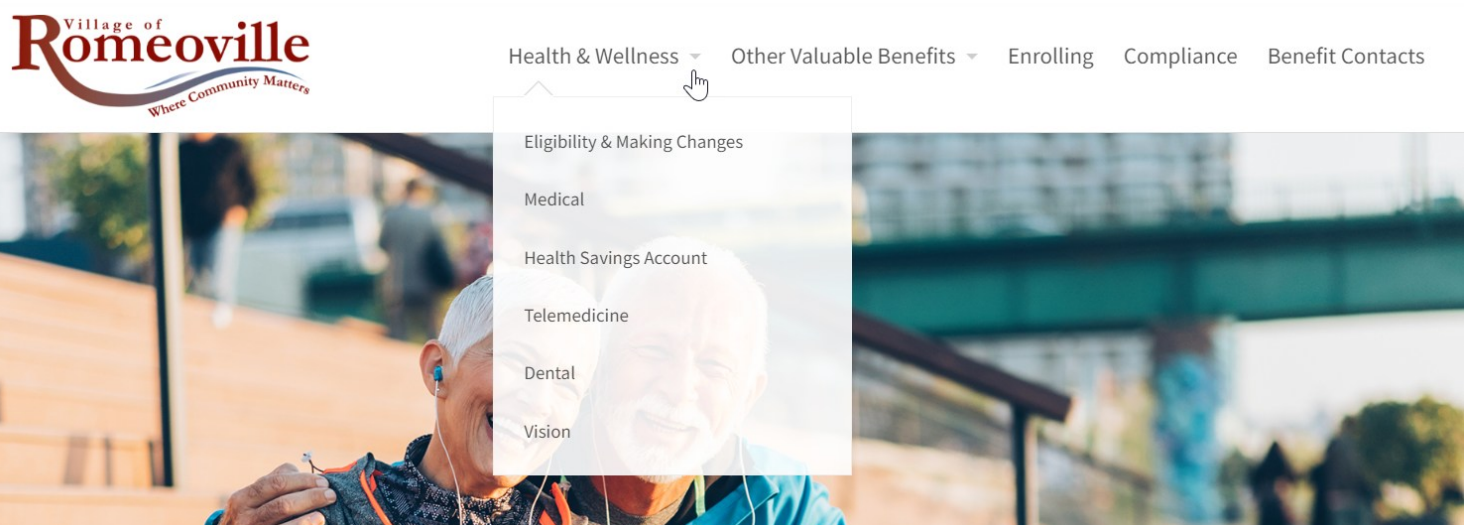 Village of
Romeoville
Where Community Matters
Health & Wellness
Other Valuable Benefits
Enrolling
Compliance
Benefit Contacts
Eligibility & Making Changes
Medical
Health Savings Account
Telemedicine
Dental
Vision